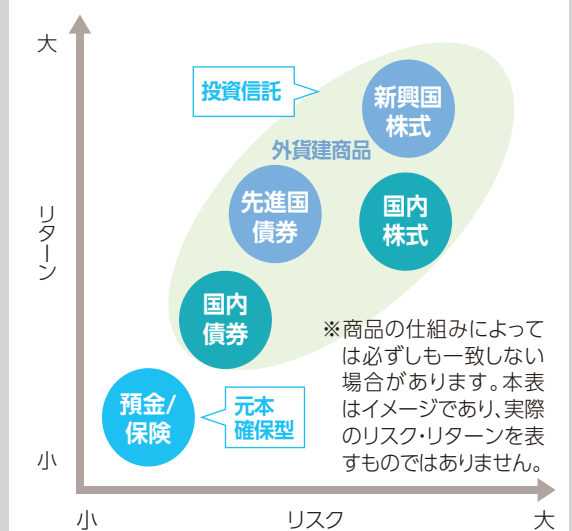 大
投資信託
新興国
株式
外貨建商品
先進国
債券
国内
株式
リターン
国内
債券
※商品の仕組みによって
は必ずしも一致しない
場合があります。本表
はイメージであり、実際
のリスク・リターンを表
すものではありません。
預金/
保険
元本
確保型
小
小
リスク
大